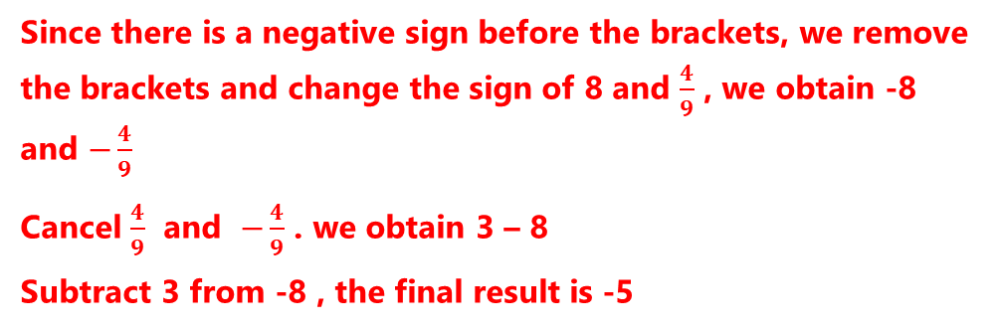 Since there is a negative sign before the brackets, we remove
the brackets and change the sign of 8 and 4/9 , we obtain -8
and −4/9
Cancel 4/9 and −4/9 . we obtain 3 – 8
Subtract 3 from -8 , the final result is -5